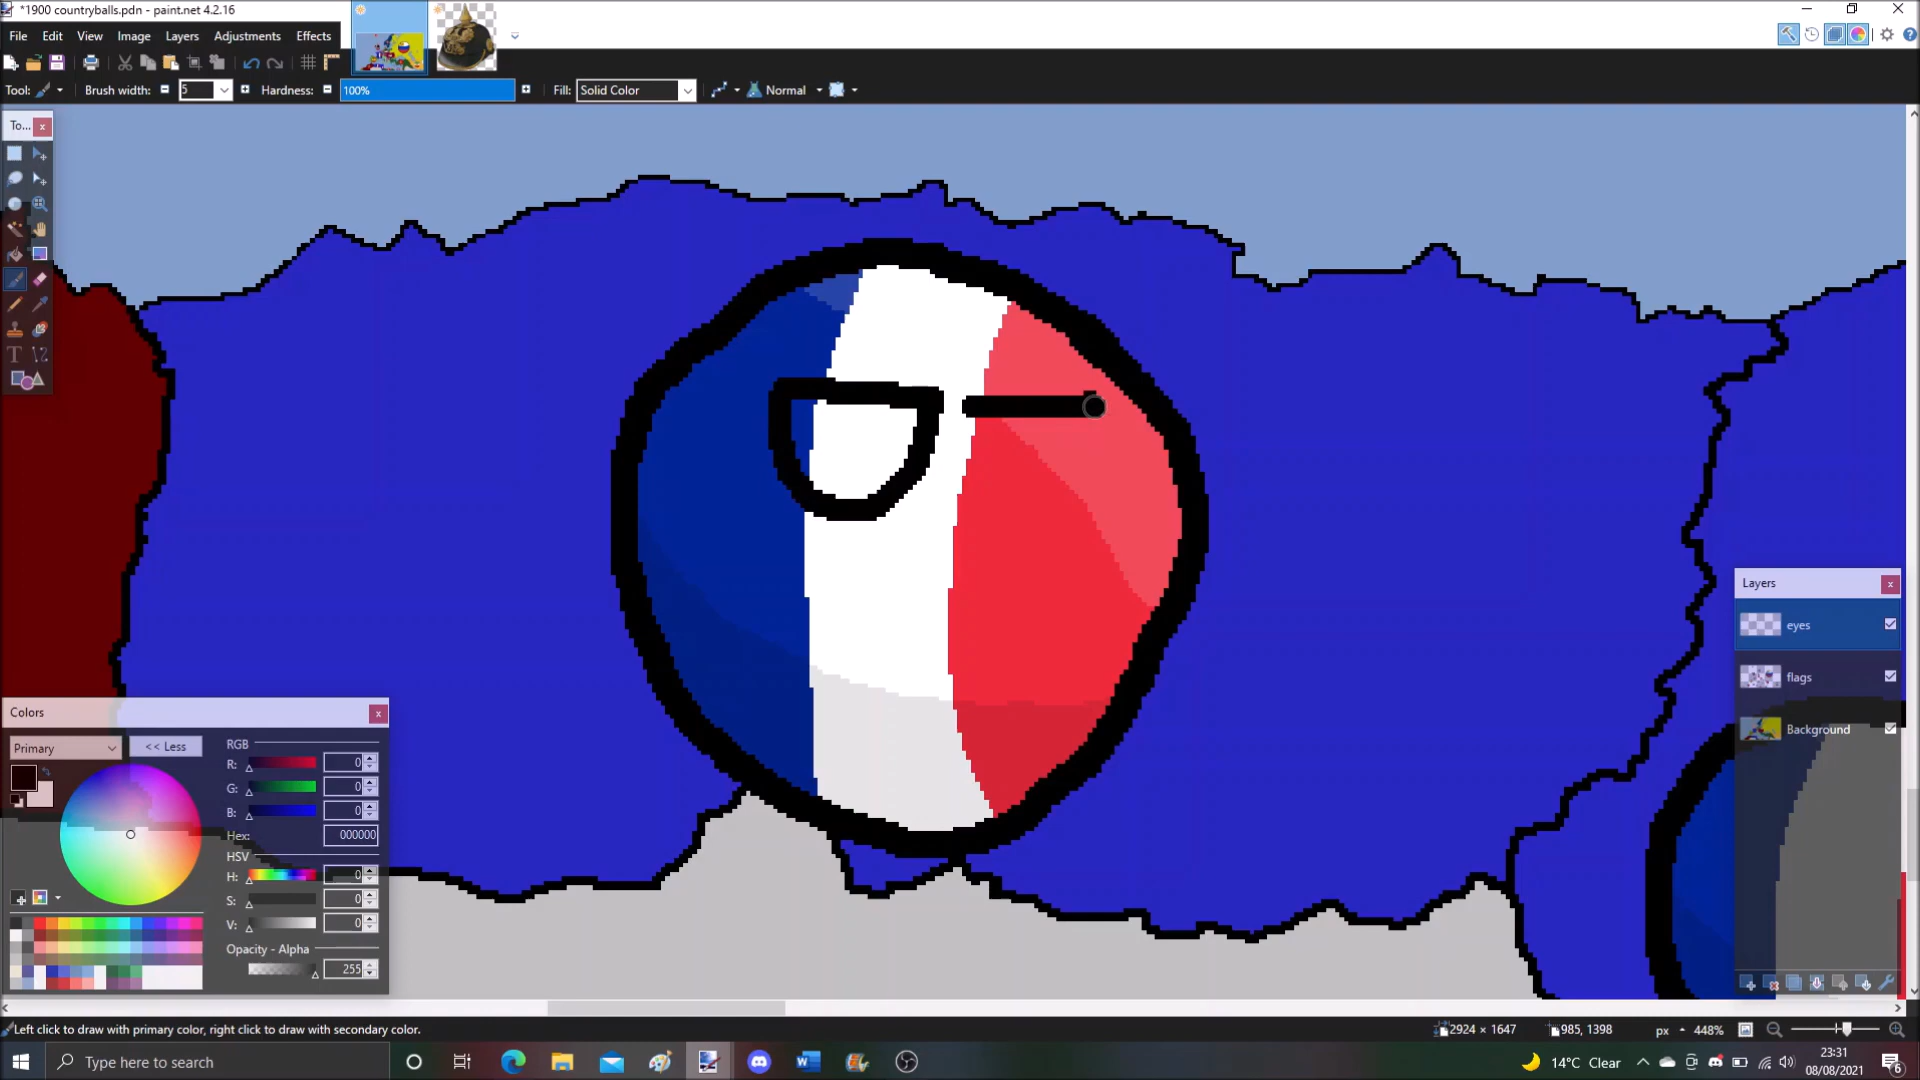 *1900 countryballs.pdn - paint.net 4.2.16
File Edit View Image Layers Adjustments Effects
Tool: Brush width: 5 Hardness: 100% Fill: Solid Color Normal
To...
Layers
eyes
flags
Background
Colors
Primary << Less RGB
R: 0
G: 0
B: 0
Hex: 000000
HSV
H: 0
S: 0
V: 0
Opacity - Alpha
255
Left click to draw with primary color, right click to draw with secondary color. 2924 × 1647 985, 1398 px 448%
Type here to search 14°C Clear 23:31
08/08/2021 6